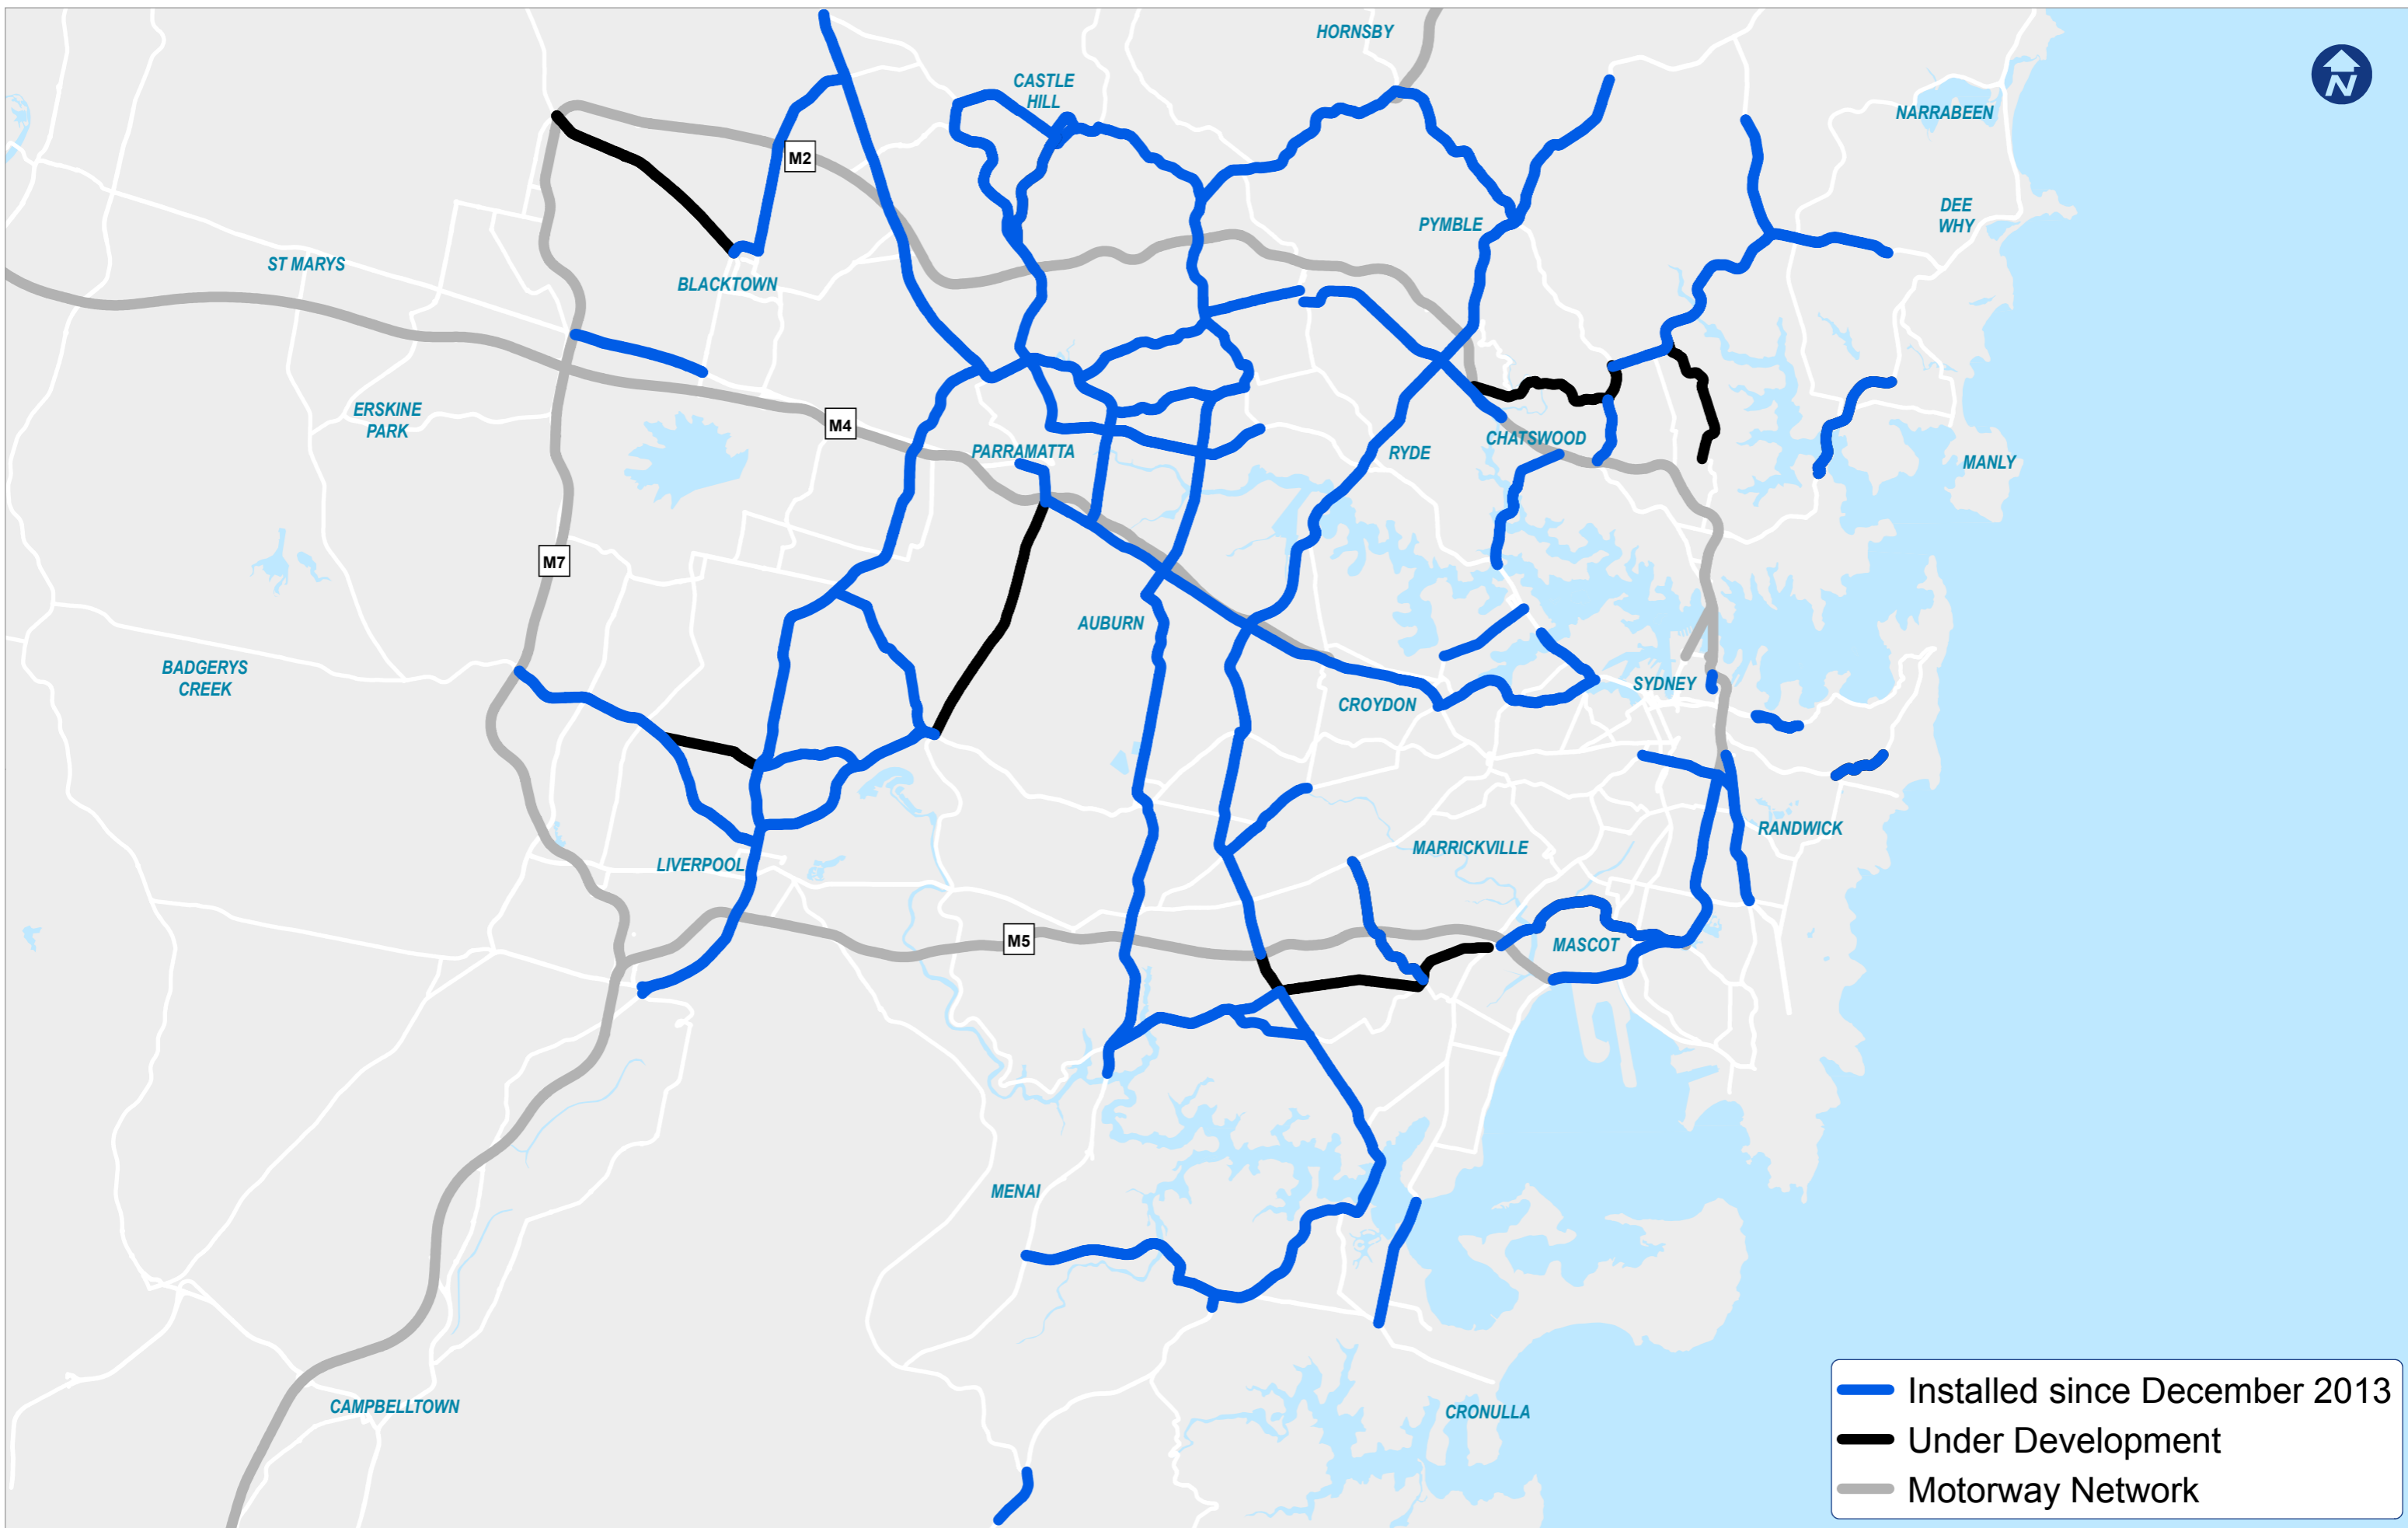 HORNSBY
CASTLE
HILL
NARRABEEN
M2
DEE
WHY
PYMBLE
ST MARYS
BLACKTOWN
ERSKINE
PARK
M4
PARRAMATTA
RYDE
CHATSWOOD
MANLY
M7
AUBURN
BADGERYS
CREEK
SYDNEY
CROYDON
RANDWICK
MARRICKVILLE
LIVERPOOL
M5
MASCOT
MENAI
CAMPBELLTOWN
CRONULLA
N
Installed since December 2013
Under Development
Motorway Network